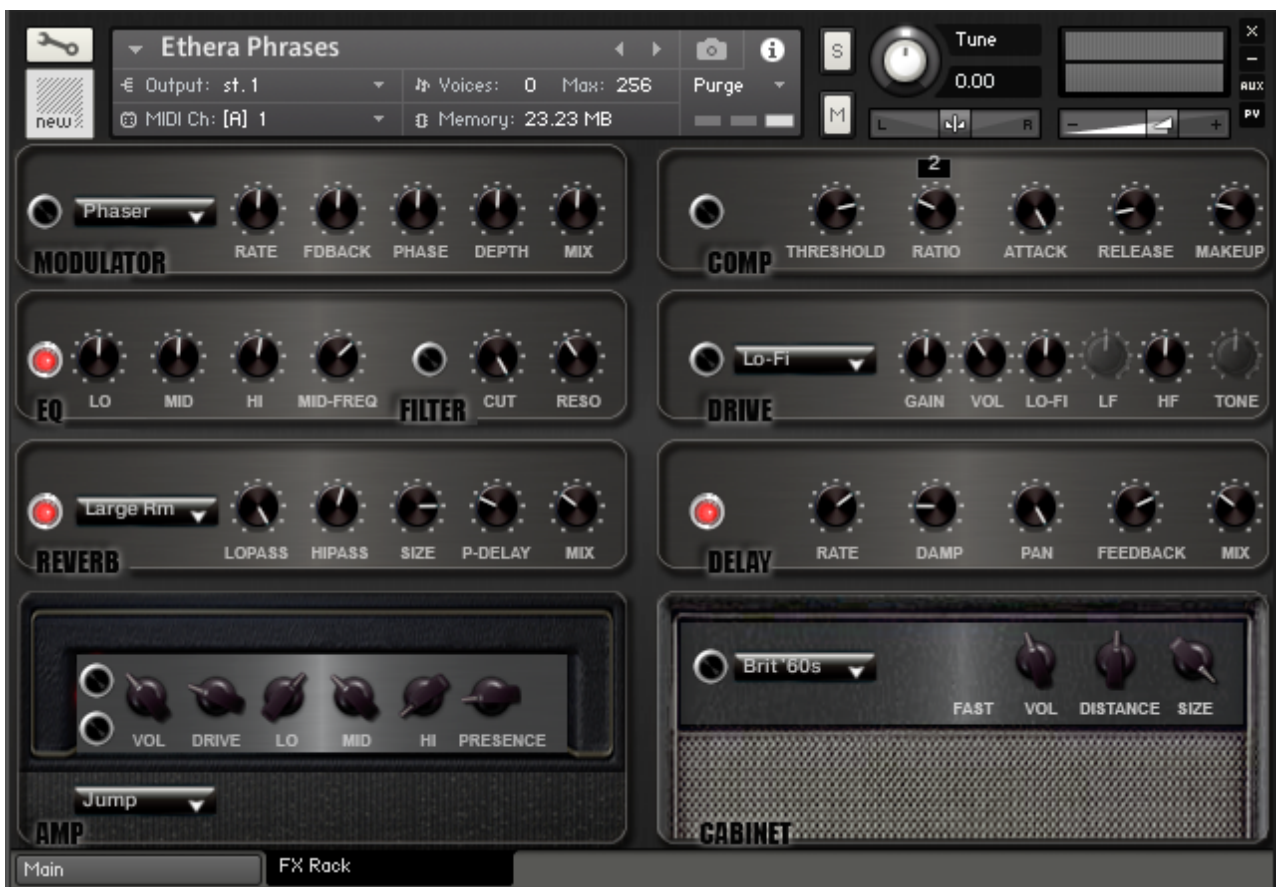 Ethera Phrases
Output: st.1
Voices: 0 Max: 256
Purge
new
MIDI Ch: [A] 1
Memory: 23.23 MB
S
M
Tune
0.00
L
R
-
+
X
-
AUX
PV
Phaser
RATE FDBACK PHASE DEPTH MIX
MODULATOR
2
THRESHOLD RATIO ATTACK RELEASE MAKEUP
COMP
LO MID HI MID-FREQ CUT RESO
EQ FILTER
Lo-Fi
GAIN VOL LO-FI LF HF TONE
DRIVE
Large Rm
LOPASS HIPASS SIZE P-DELAY MIX
REVERB
RATE DAMP PAN FEEDBACK MIX
DELAY
VOL DRIVE LO MID HI PRESENCE
Jump
AMP
Brit '60s
FAST VOL DISTANCE SIZE
CABINET
Main
FX Rack